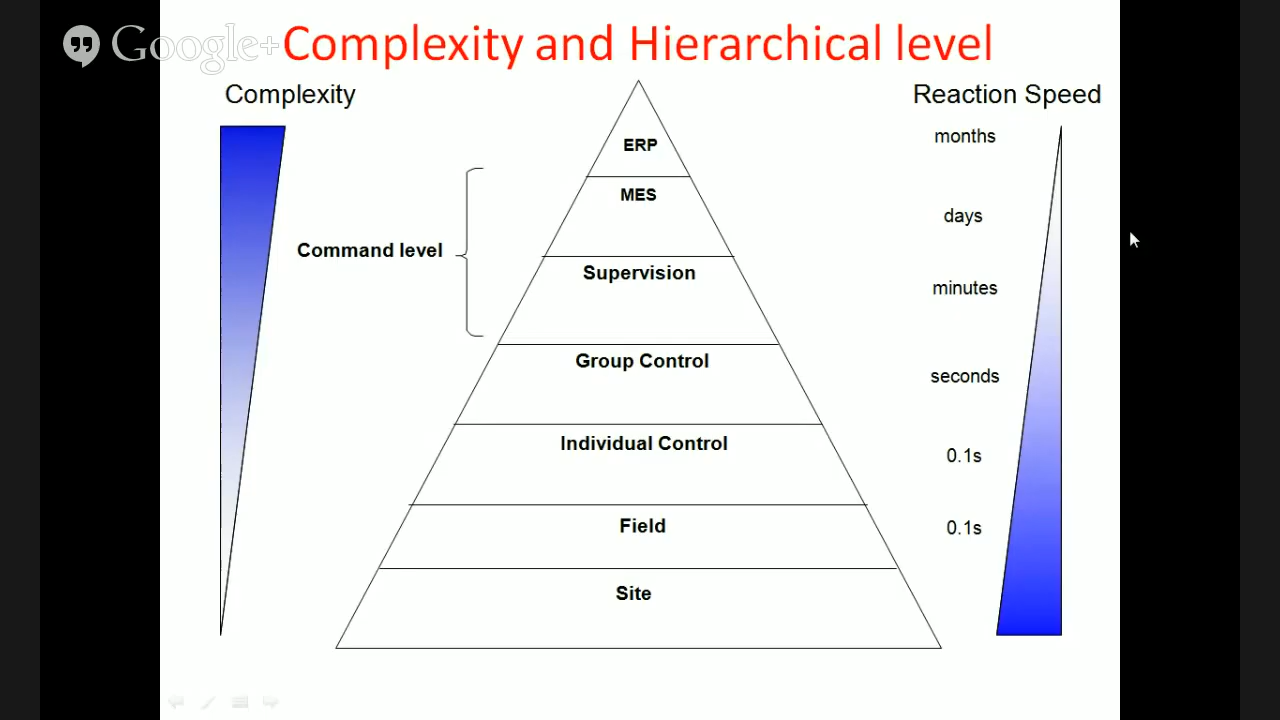 Google+
Complexity and Hierarchical level
Complexity
Reaction Speed
ERP
months
MES
days
Command level
Supervision
minutes
Group Control
seconds
Individual Control
0.1s
Field
0.1s
Site